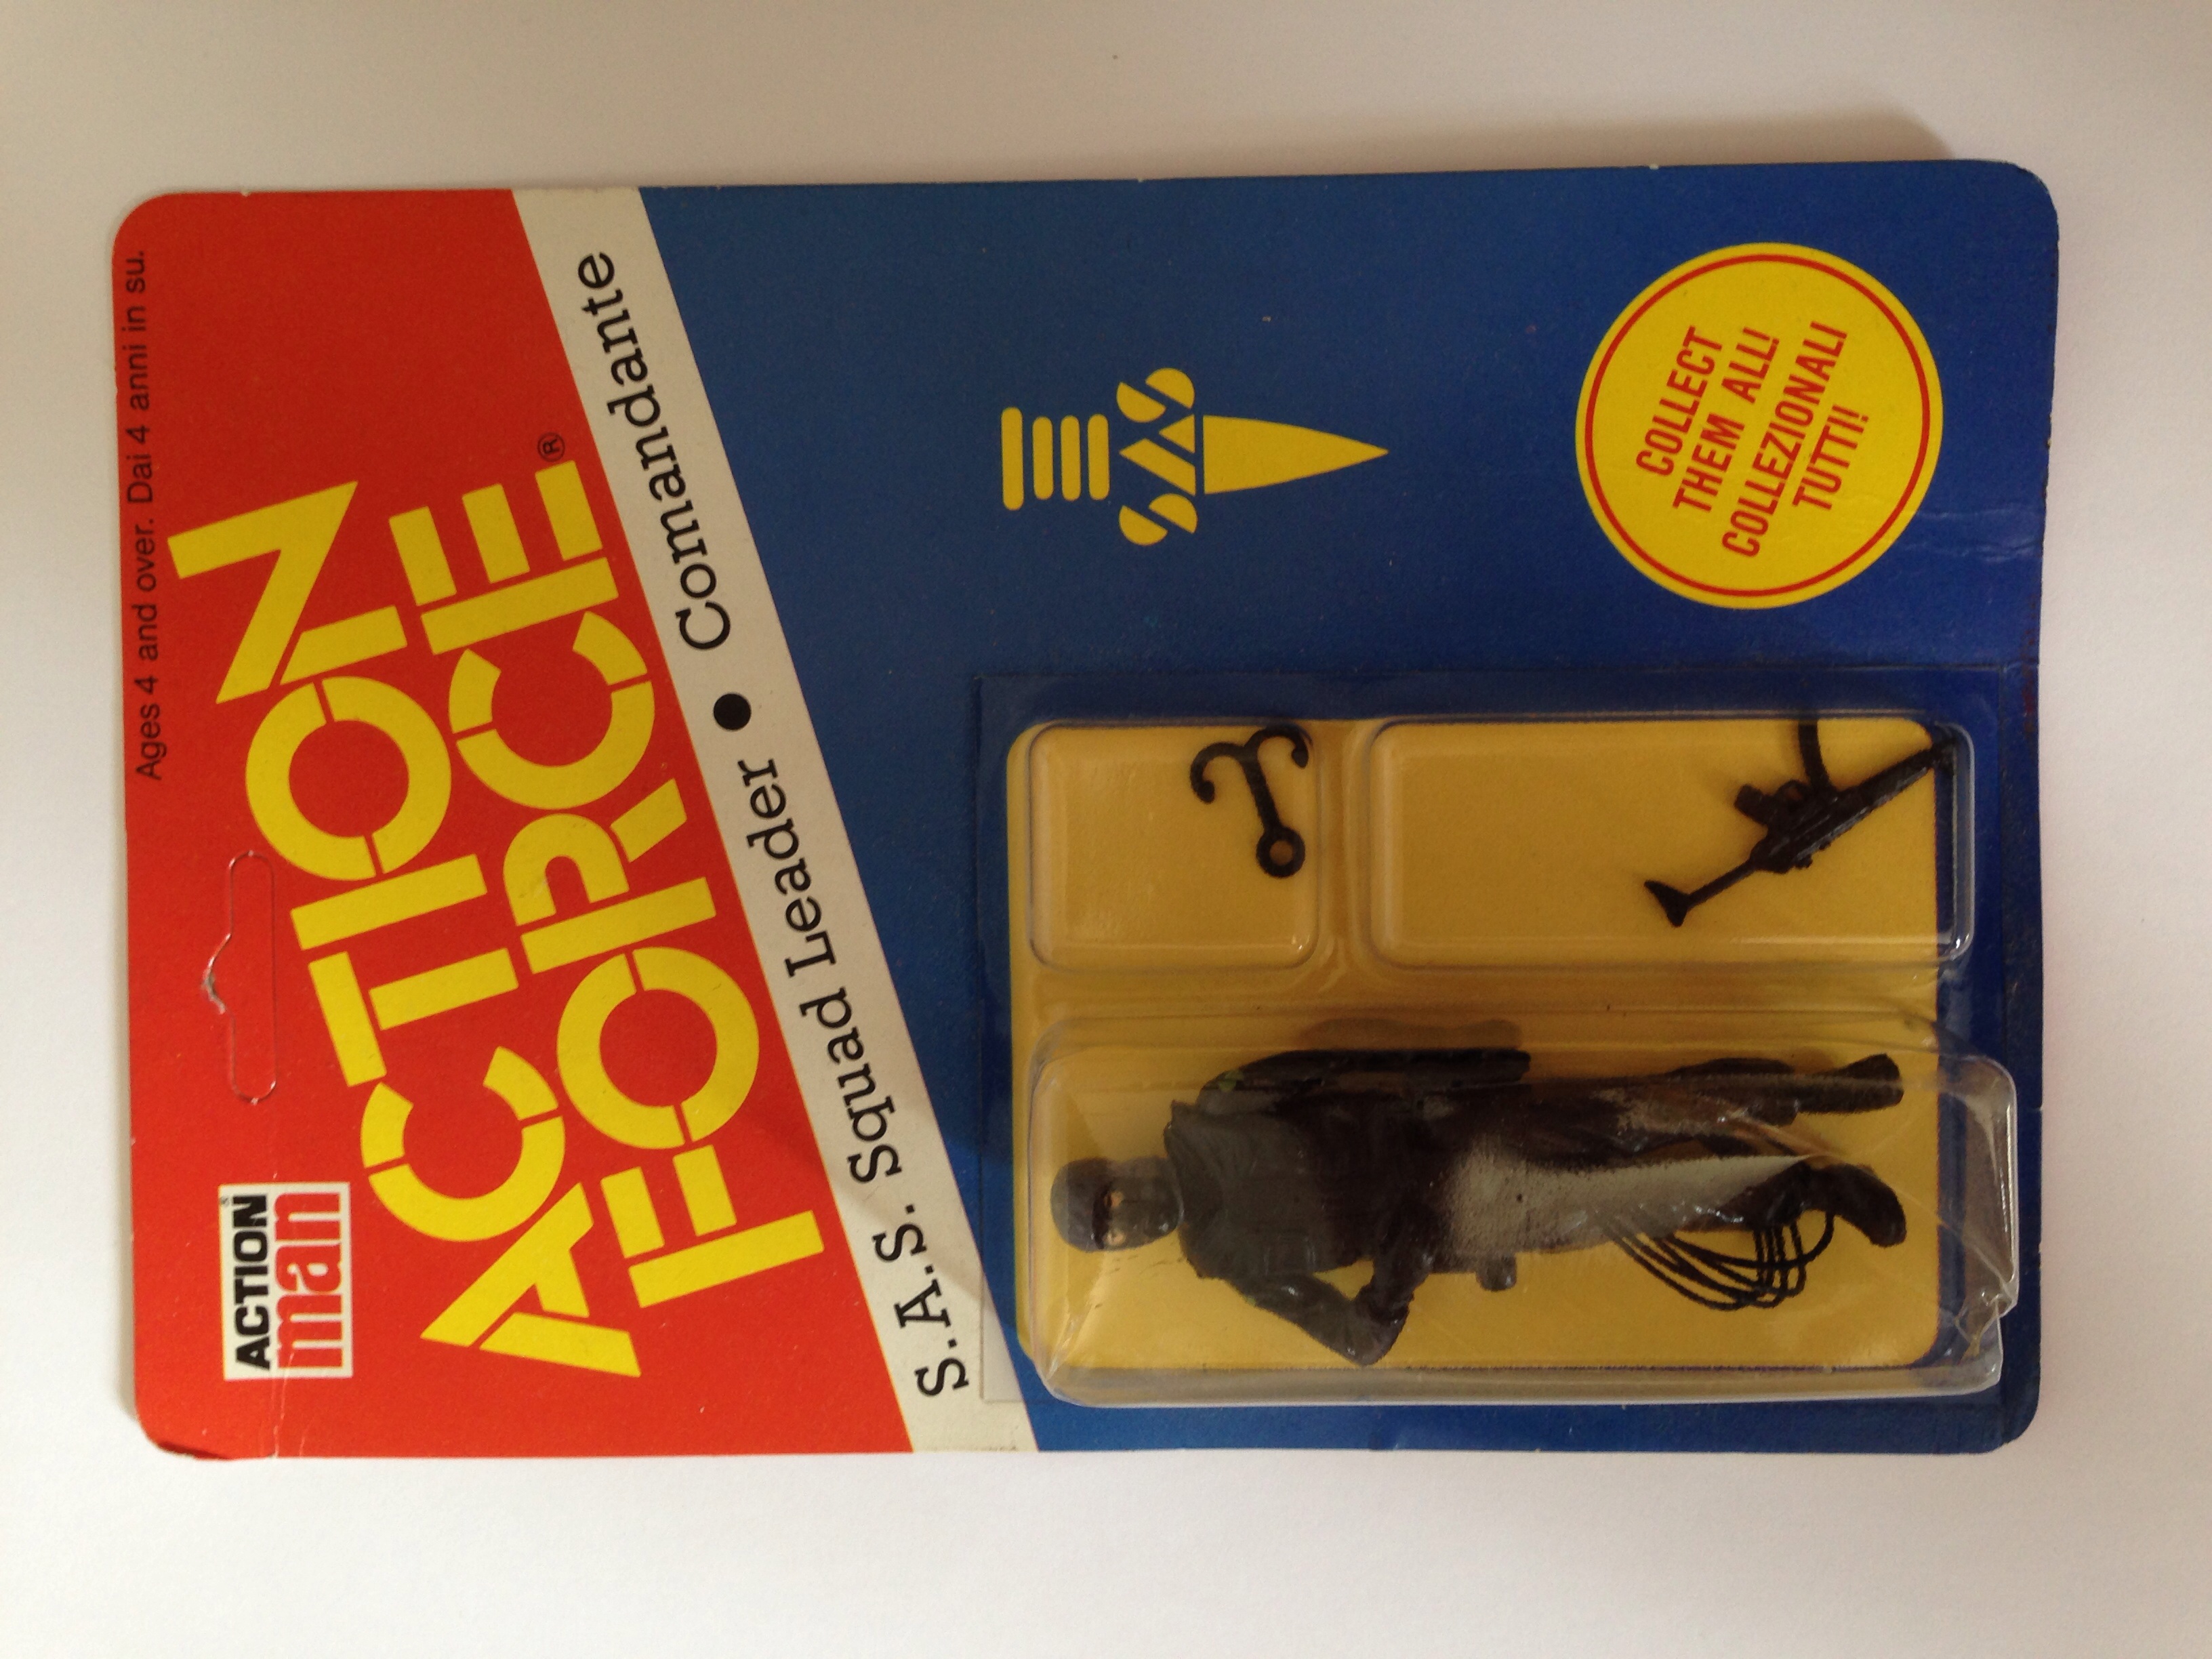 Ages 4 and over. Dai 4 anni in su.
ACTION
man
ACTION
FORCE®
S.A.S. Squad Leader ● Comandante
SAS
COLLECT
THEM ALL!
COLLEZIONALI
TUTTI!